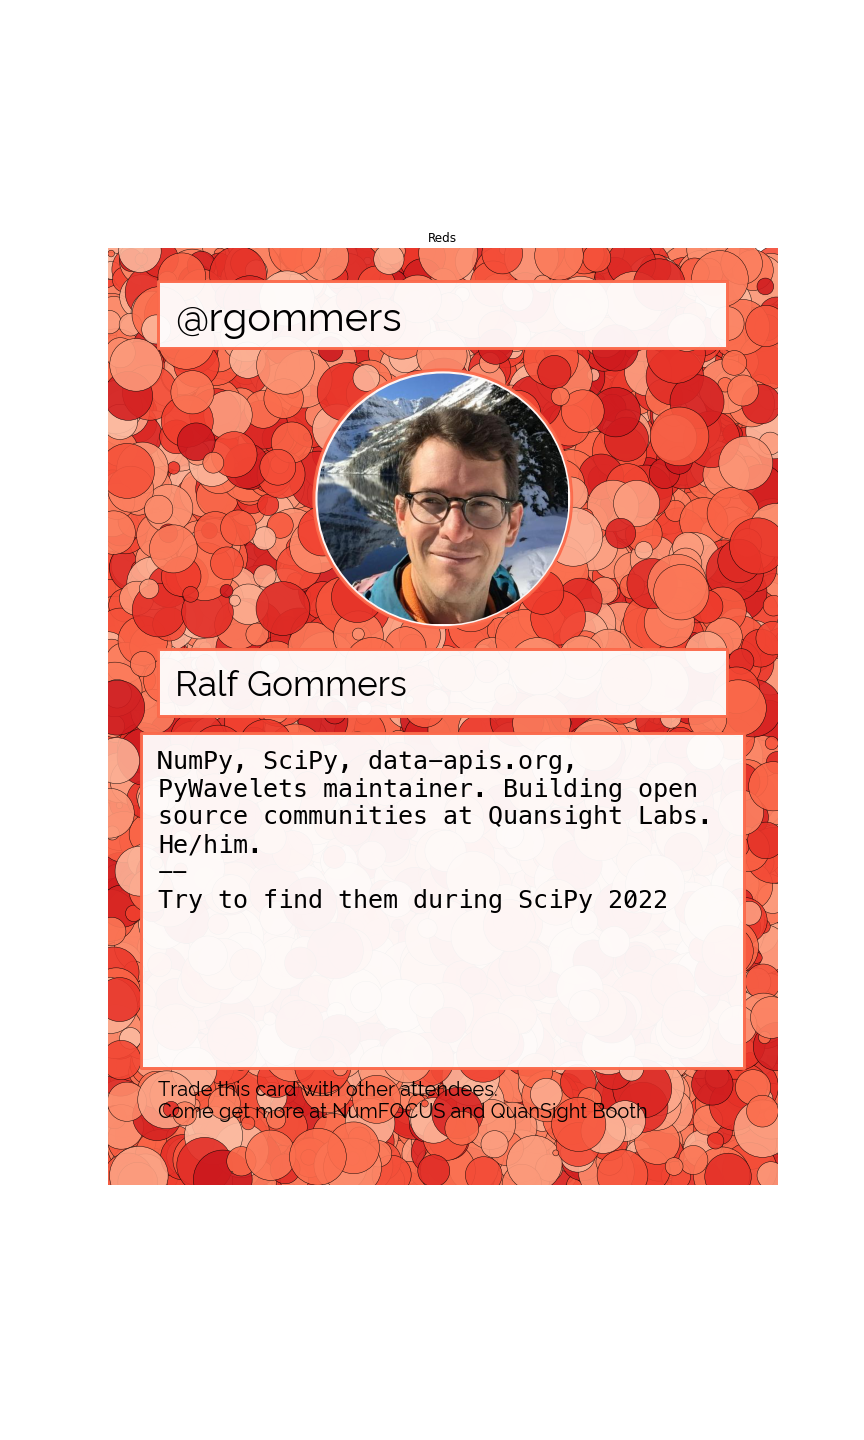 Reds
@rgommers
Ralf Gommers
NumPy, SciPy, data-apis.org,
PyWavelets maintainer. Building open
source communities at Quansight Labs.
He/him.
--
Try to find them during SciPy 2022
Trade this card with other attendees.
Come get more at NumFOCUS and QuanSight Booth